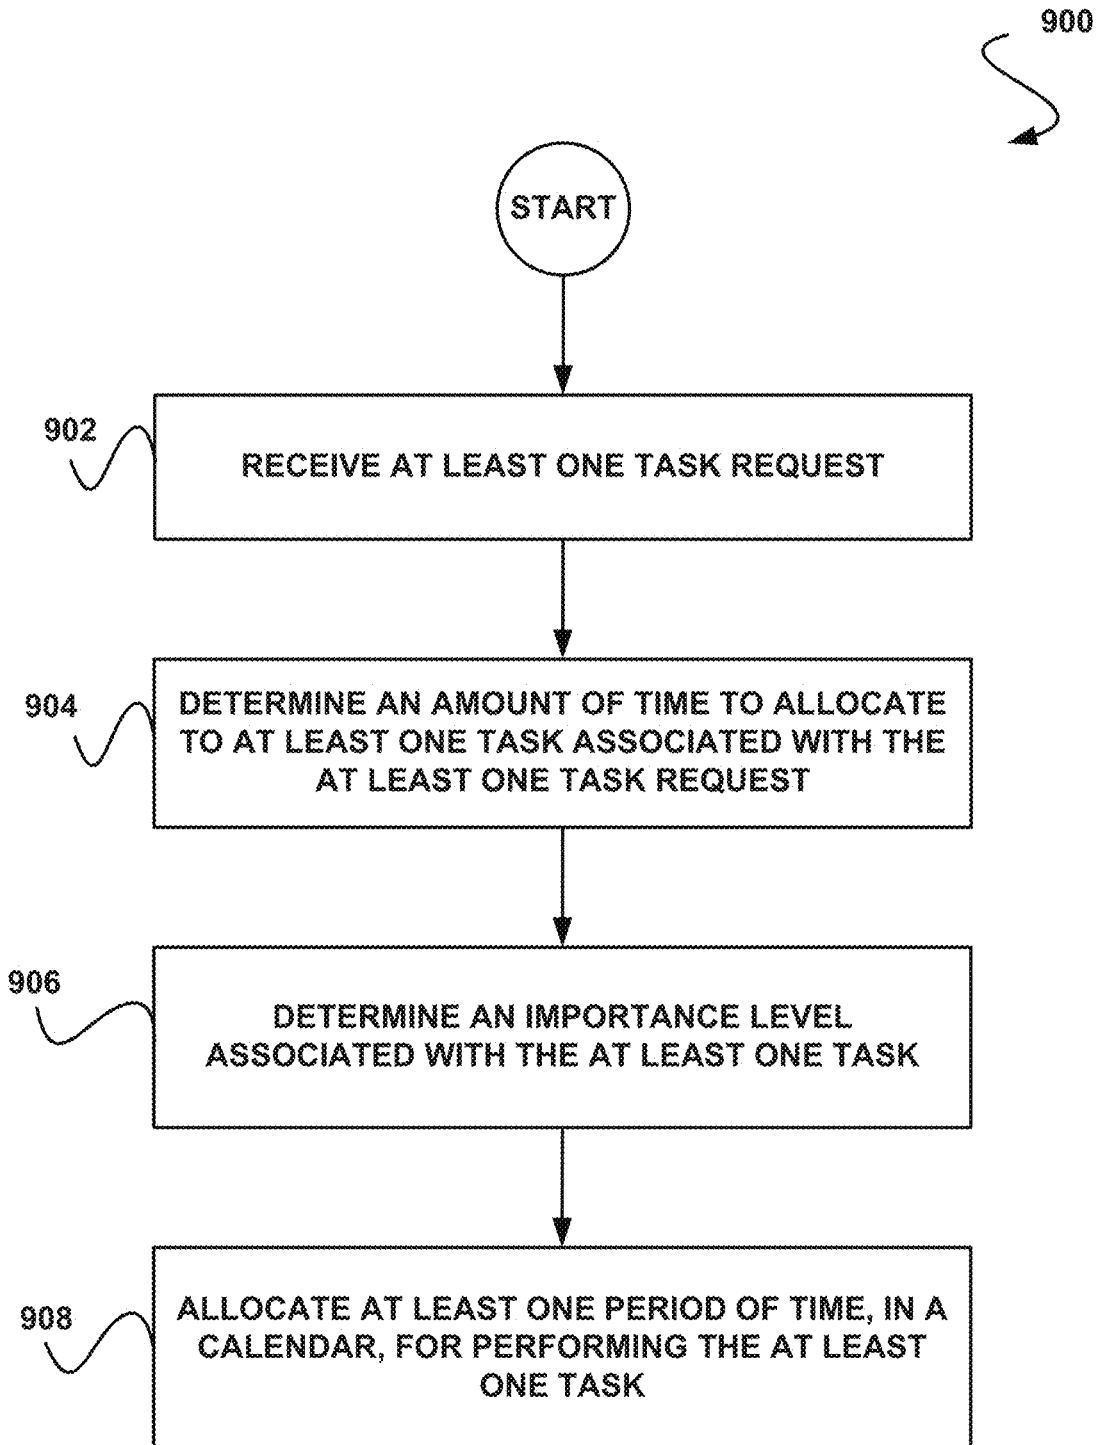 900
START
902
RECEIVE AT LEAST ONE TASK REQUEST
904
DETERMINE AN AMOUNT OF TIME TO ALLOCATE
TO AT LEAST ONE TASK ASSOCIATED WITH THE
AT LEAST ONE TASK REQUEST
906
DETERMINE AN IMPORTANCE LEVEL
ASSOCIATED WITH THE AT LEAST ONE TASK
908
ALLOCATE AT LEAST ONE PERIOD OF TIME, IN A
CALENDAR, FOR PERFORMING THE AT LEAST
ONE TASK